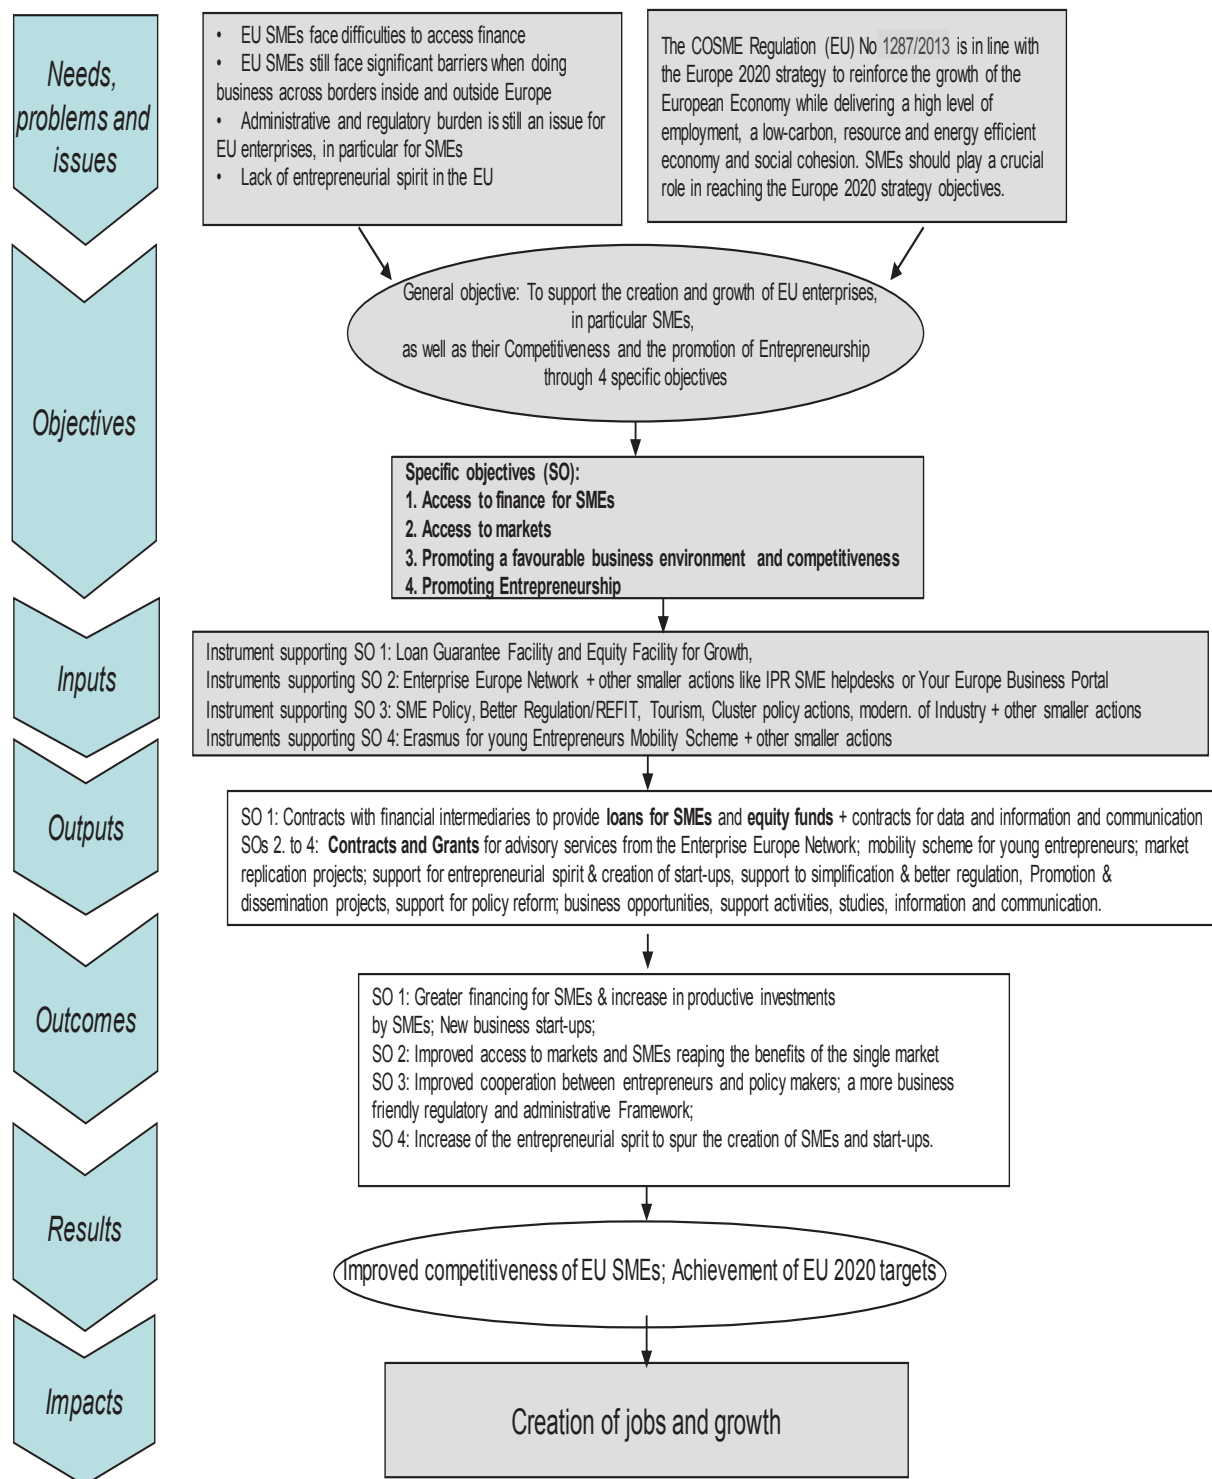 Needs,
problems and
issues
• EU SMEs face difficulties to access finance
• EU SMEs still face significant barriers when doing
business across borders inside and outside Europe
• Administrative and regulatory burden is still an issue for
EU enterprises, in particular for SMEs
• Lack of entrepreneurial spirit in the EU
The COSME Regulation (EU) No 1287/2013 is in line with
the Europe 2020 strategy to reinforce the growth of the
European Economy while delivering a high level of
employment, a low-carbon, resource and energy efficient
economy and social cohesion. SMEs should play a crucial
role in reaching the Europe 2020 strategy objectives.
Objectives
General objective: To support the creation and growth of EU enterprises,
in particular SMEs,
as well as their Competitiveness and the promotion of Entrepreneurship
through 4 specific objectives
Specific objectives (SO):
1. Access to finance for SMEs
2. Access to markets
3. Promoting a favourable business environment and competitiveness
4. Promoting Entrepreneurship
Inputs
Instrument supporting SO 1: Loan Guarantee Facility and Equity Facility for Growth,
Instruments supporting SO 2: Enterprise Europe Network + other smaller actions like IPR SME helpdesks or Your Europe Business Portal
Instrument supporting SO 3: SME Policy, Better Regulation/REFIT, Tourism, Cluster policy actions, modern. of Industry + other smaller actions
Instruments supporting SO 4: Erasmus for young Entrepreneurs Mobility Scheme + other smaller actions
Outputs
SO 1: Contracts with financial intermediaries to provide loans for SMEs and equity funds + contracts for data and information and communication
SOs 2. to 4: Contracts and Grants for advisory services from the Enterprise Europe Network; mobility scheme for young entrepreneurs; market
replication projects; support for entrepreneurial spirit & creation of start-ups, support to simplification & better regulation, Promotion &
dissemination projects, support for policy reform; business opportunities, support activities, studies, information and communication.
Outcomes
SO 1: Greater financing for SMEs & increase in productive investments
by SMEs; New business start-ups;
SO 2: Improved access to markets and SMEs reaping the benefits of the single market
SO 3: Improved cooperation between entrepreneurs and policy makers; a more business
friendly regulatory and administrative Framework;
SO 4: Increase of the entrepreneurial sprit to spur the creation of SMEs and start-ups.
Results
Improved competitiveness of EU SMEs; Achievement of EU 2020 targets
Impacts
Creation of jobs and growth